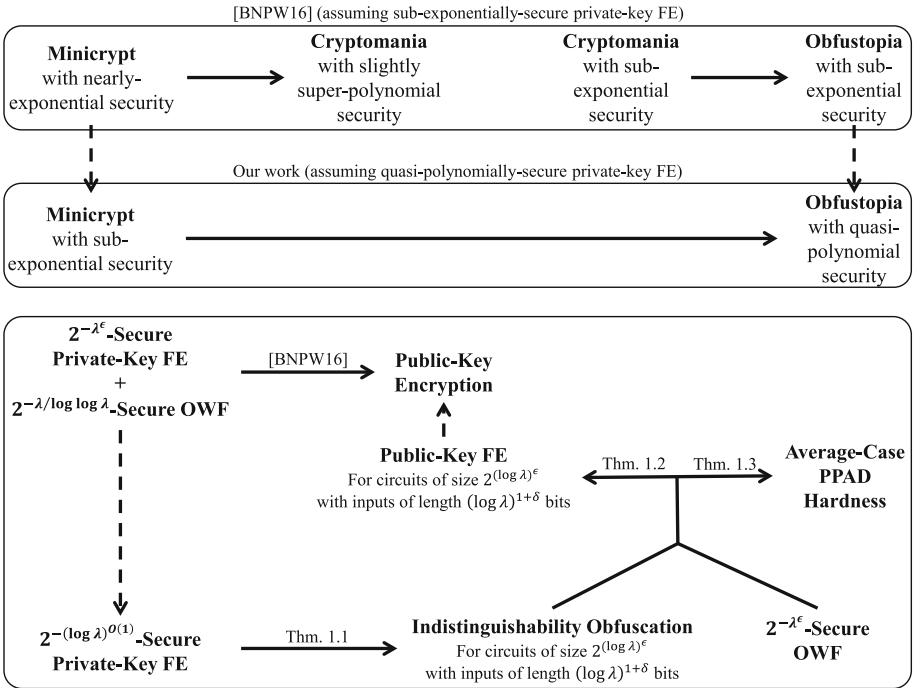 [BNPW16] (assuming sub-exponentially-secure private-key FE)
Minicrypt
with nearly-
exponential security
Cryptomania
with slightly
super-polynomial
security
Cryptomania
with sub-
exponential
security
Obfustopia
with sub-
exponential
security
Our work (assuming quasi-polynomially-secure private-key FE)
Minicrypt
with sub-
exponential security
Obfustopia
with quasi-
polynomial
security
2^{-λ^ϵ}-Secure
Private-Key FE
+
2^{-λ/log log λ}-Secure OWF
[BNPW16]
Public-Key
Encryption
Public-Key FE
For circuits of size 2^{(log λ)^ϵ}
with inputs of length (log λ)^{1+δ} bits
Thm. 1.2
Thm. 1.3
Average-Case
PPAD
Hardness
2^{-(log λ)^{O(1)}}-Secure
Private-Key FE
Thm. 1.1
Indistinguishability Obfuscation
For circuits of size 2^{(log λ)^ϵ}
with inputs of length (log λ)^{1+δ} bits
2^{-λ^ϵ}-Secure
OWF